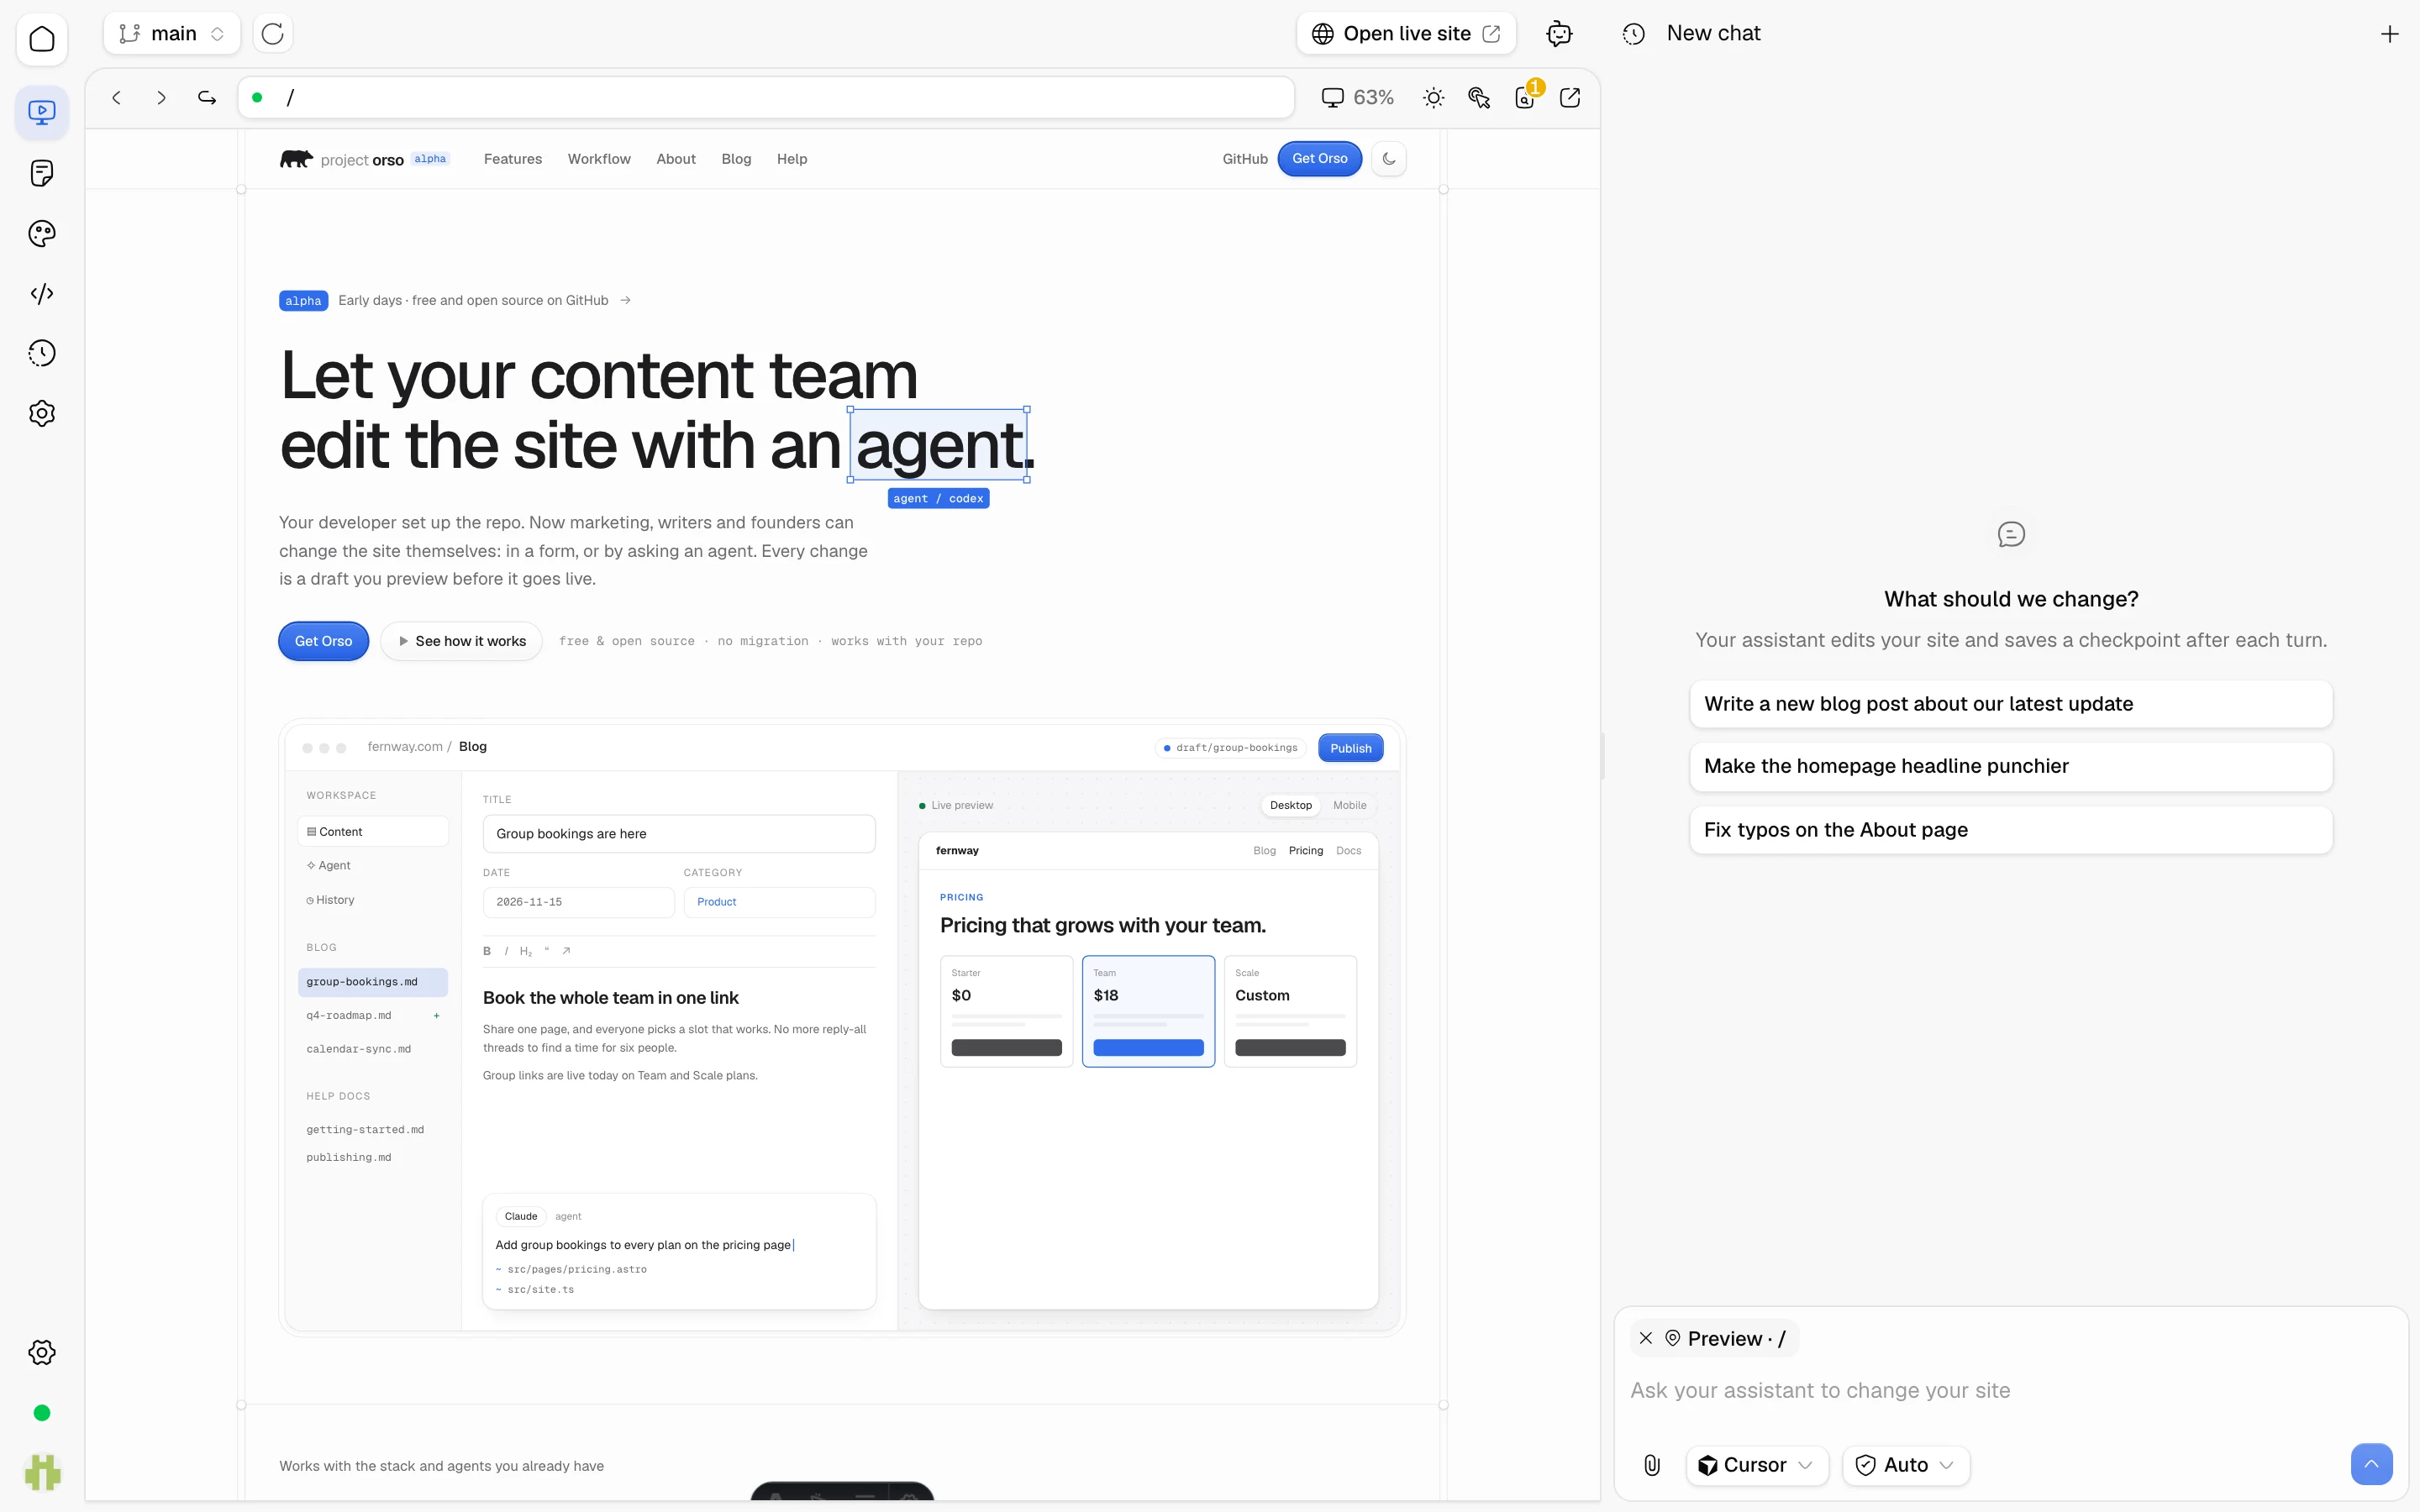 main
Open live site
New chat
/
63%
1
project orso alpha
Features
Workflow
About
Blog
Help
GitHub
Get Orso
alpha Early days · free and open source on GitHub →
Let your content team
edit the site with an agent.
agent / codex
Your developer set up the repo. Now marketing, writers and founders can
change the site themselves: in a form, or by asking an agent. Every change
is a draft you preview before it goes live.
Get Orso
See how it works
free & open source · no migration · works with your repo
fernway.com / Blog
draft/group-bookings
Publish
WORKSPACE
Content
Agent
History
BLOG
group-bookings.md
q4-roadmap.md +
calendar-sync.md
HELP DOCS
getting-started.md
publishing.md
TITLE
Group bookings are here
DATE
CATEGORY
2026-11-15
Product
B I H₂ “ ↗
Book the whole team in one link
Share one page, and everyone picks a slot that works. No more reply-all
threads to find a time for six people.
Group links are live today on Team and Scale plans.
Claude agent
Add group bookings to every plan on the pricing page
~ src/pages/pricing.astro
~ src/site.ts
Live preview
Desktop
Mobile
fernway
Blog
Pricing
Docs
PRICING
Pricing that grows with your team.
Starter
$0
Team
$18
Scale
Custom
Works with the stack and agents you already have
What should we change?
Your assistant edits your site and saves a checkpoint after each turn.
Write a new blog post about our latest update
Make the homepage headline punchier
Fix typos on the About page
Preview · /
Ask your assistant to change your site
Cursor
Auto